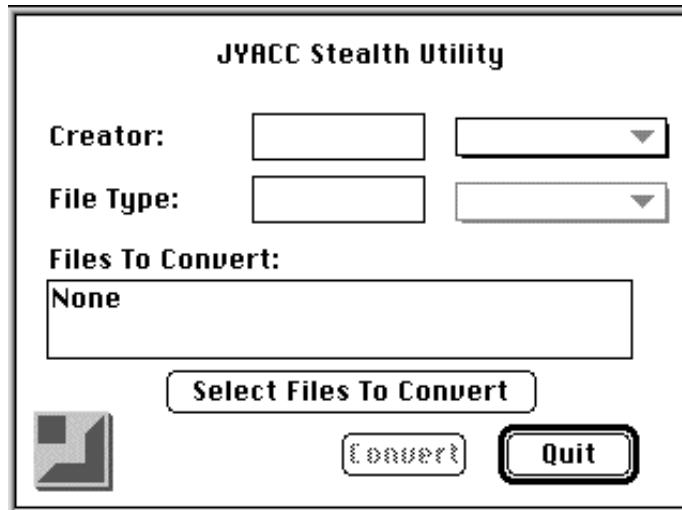 JYACC Stealth Utility
Creator:
File Type:
Files To Convert:
None
Select Files To Convert
Convert
Quit